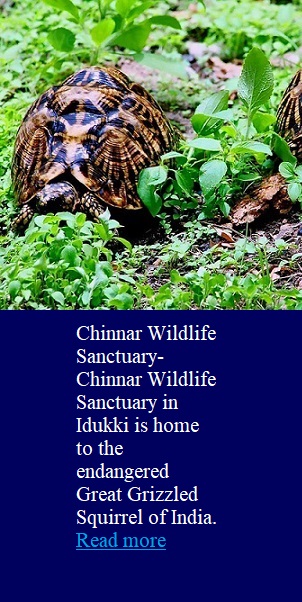 Chinnar Wildlife
Sanctuary-
Chinnar Wildlife
Sanctuary in
Idukki is home
to the
endangered
Great Grizzled
Squirrel of India.
Read more